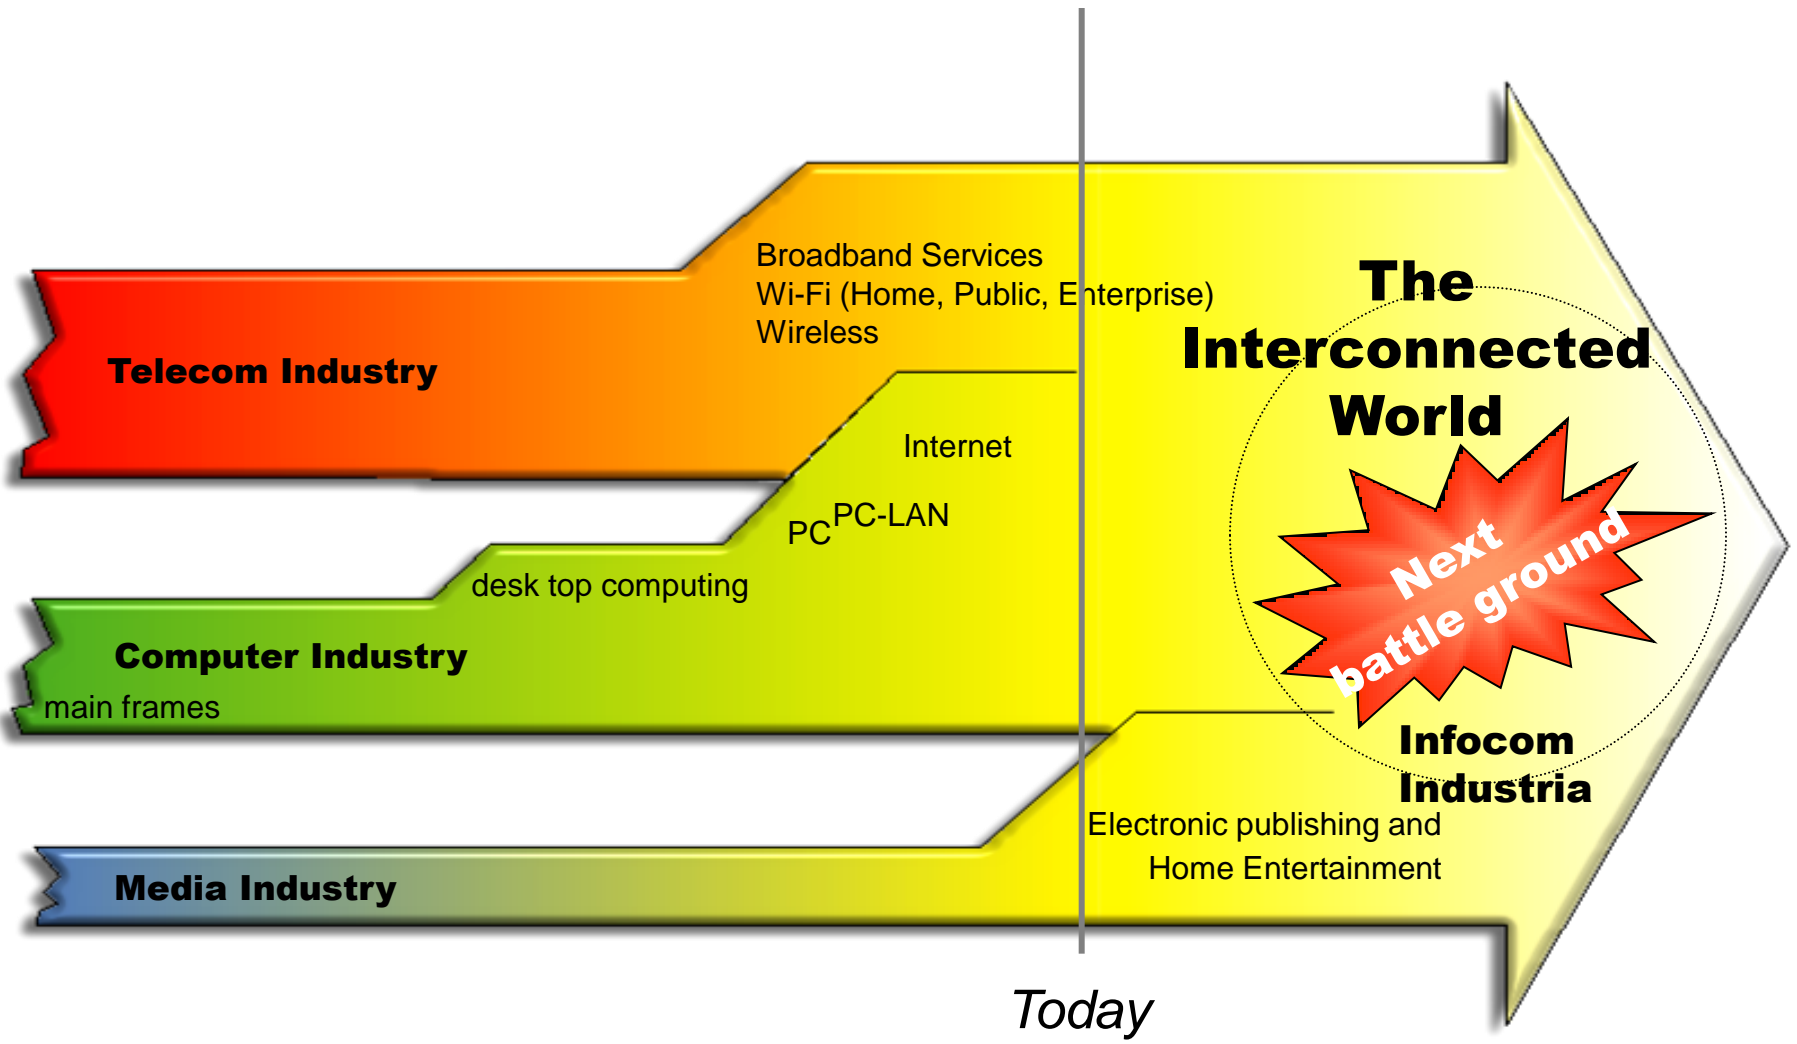 Broadband Services
Wi-Fi (Home, Public, Enterprise)
Wireless
Telecom Industry
The
Interconnected
World
Internet
PC
PC-LAN
Next
battle ground
desk top computing
Computer Industry
main frames
Infocom
Industria
Electronic publishing and
Home Entertainment
Media Industry
Today